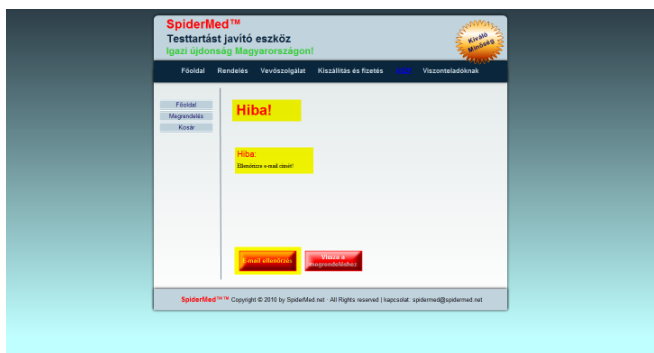 SpiderMed™
Testtartást javító eszköz
Igazi újdonság Magyarországon!
Kiváló
Minőség
Főoldal Rendelés Vevőszolgálat Kiszállítás és fizetés Viszonteladóknak
Főoldal
Megrendelés
Kosár
Hiba!
Hiba:
Ellenőrizze e-mail címét!
E-mail ellenőrzés
Vissza a
megrendeléshez
SpiderMed™™ Copyright © 2010 by SpiderMed.net · All Rights reserved | kapcsolat: spidermed@spidermed.net